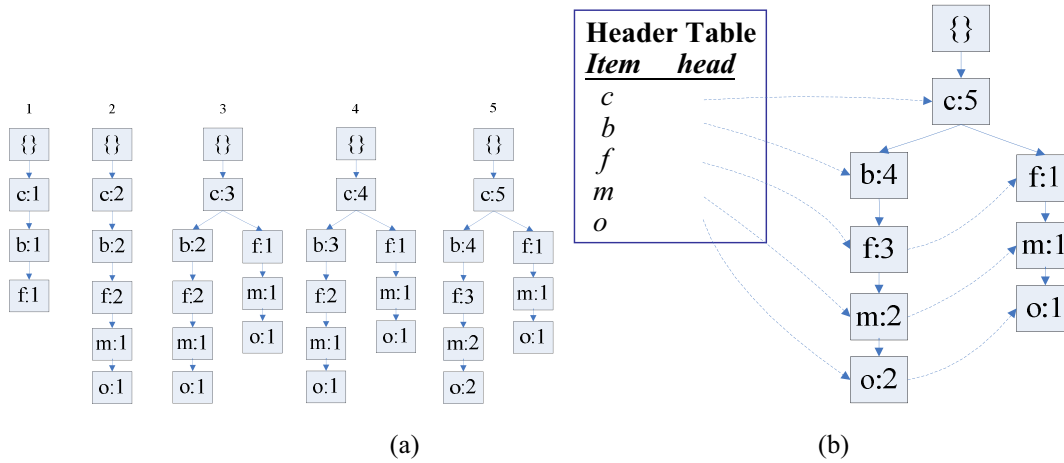 1
{}
c:1
b:1
f:1
2
{}
c:2
b:2
f:2
m:1
o:1
3
{}
c:3
b:2
f:1
f:2
m:1
m:1
o:1
o:1
4
{}
c:4
b:3
f:1
f:2
m:1
m:1
o:1
o:1
5
{}
c:5
b:4
f:1
f:3
m:1
m:2
o:1
o:2
(a)
Header Table
Item head
c
b
f
m
o
{}
c:5
b:4
f:1
f:3
m:1
m:2
o:1
o:2
(b)